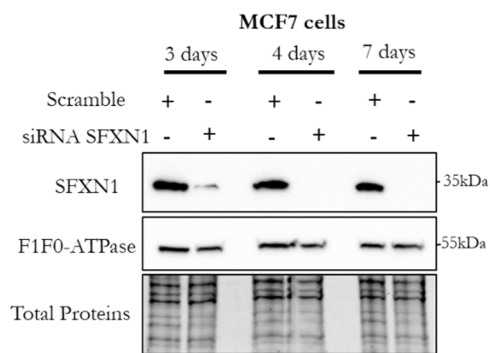 MCF7 cells
3 days 4 days 7 days
Scramble + - + - + -
siRNA SFXN1 - + - + - +
SFXN1 -35kDa
F1F0-ATPase -55kDa
Total Proteins